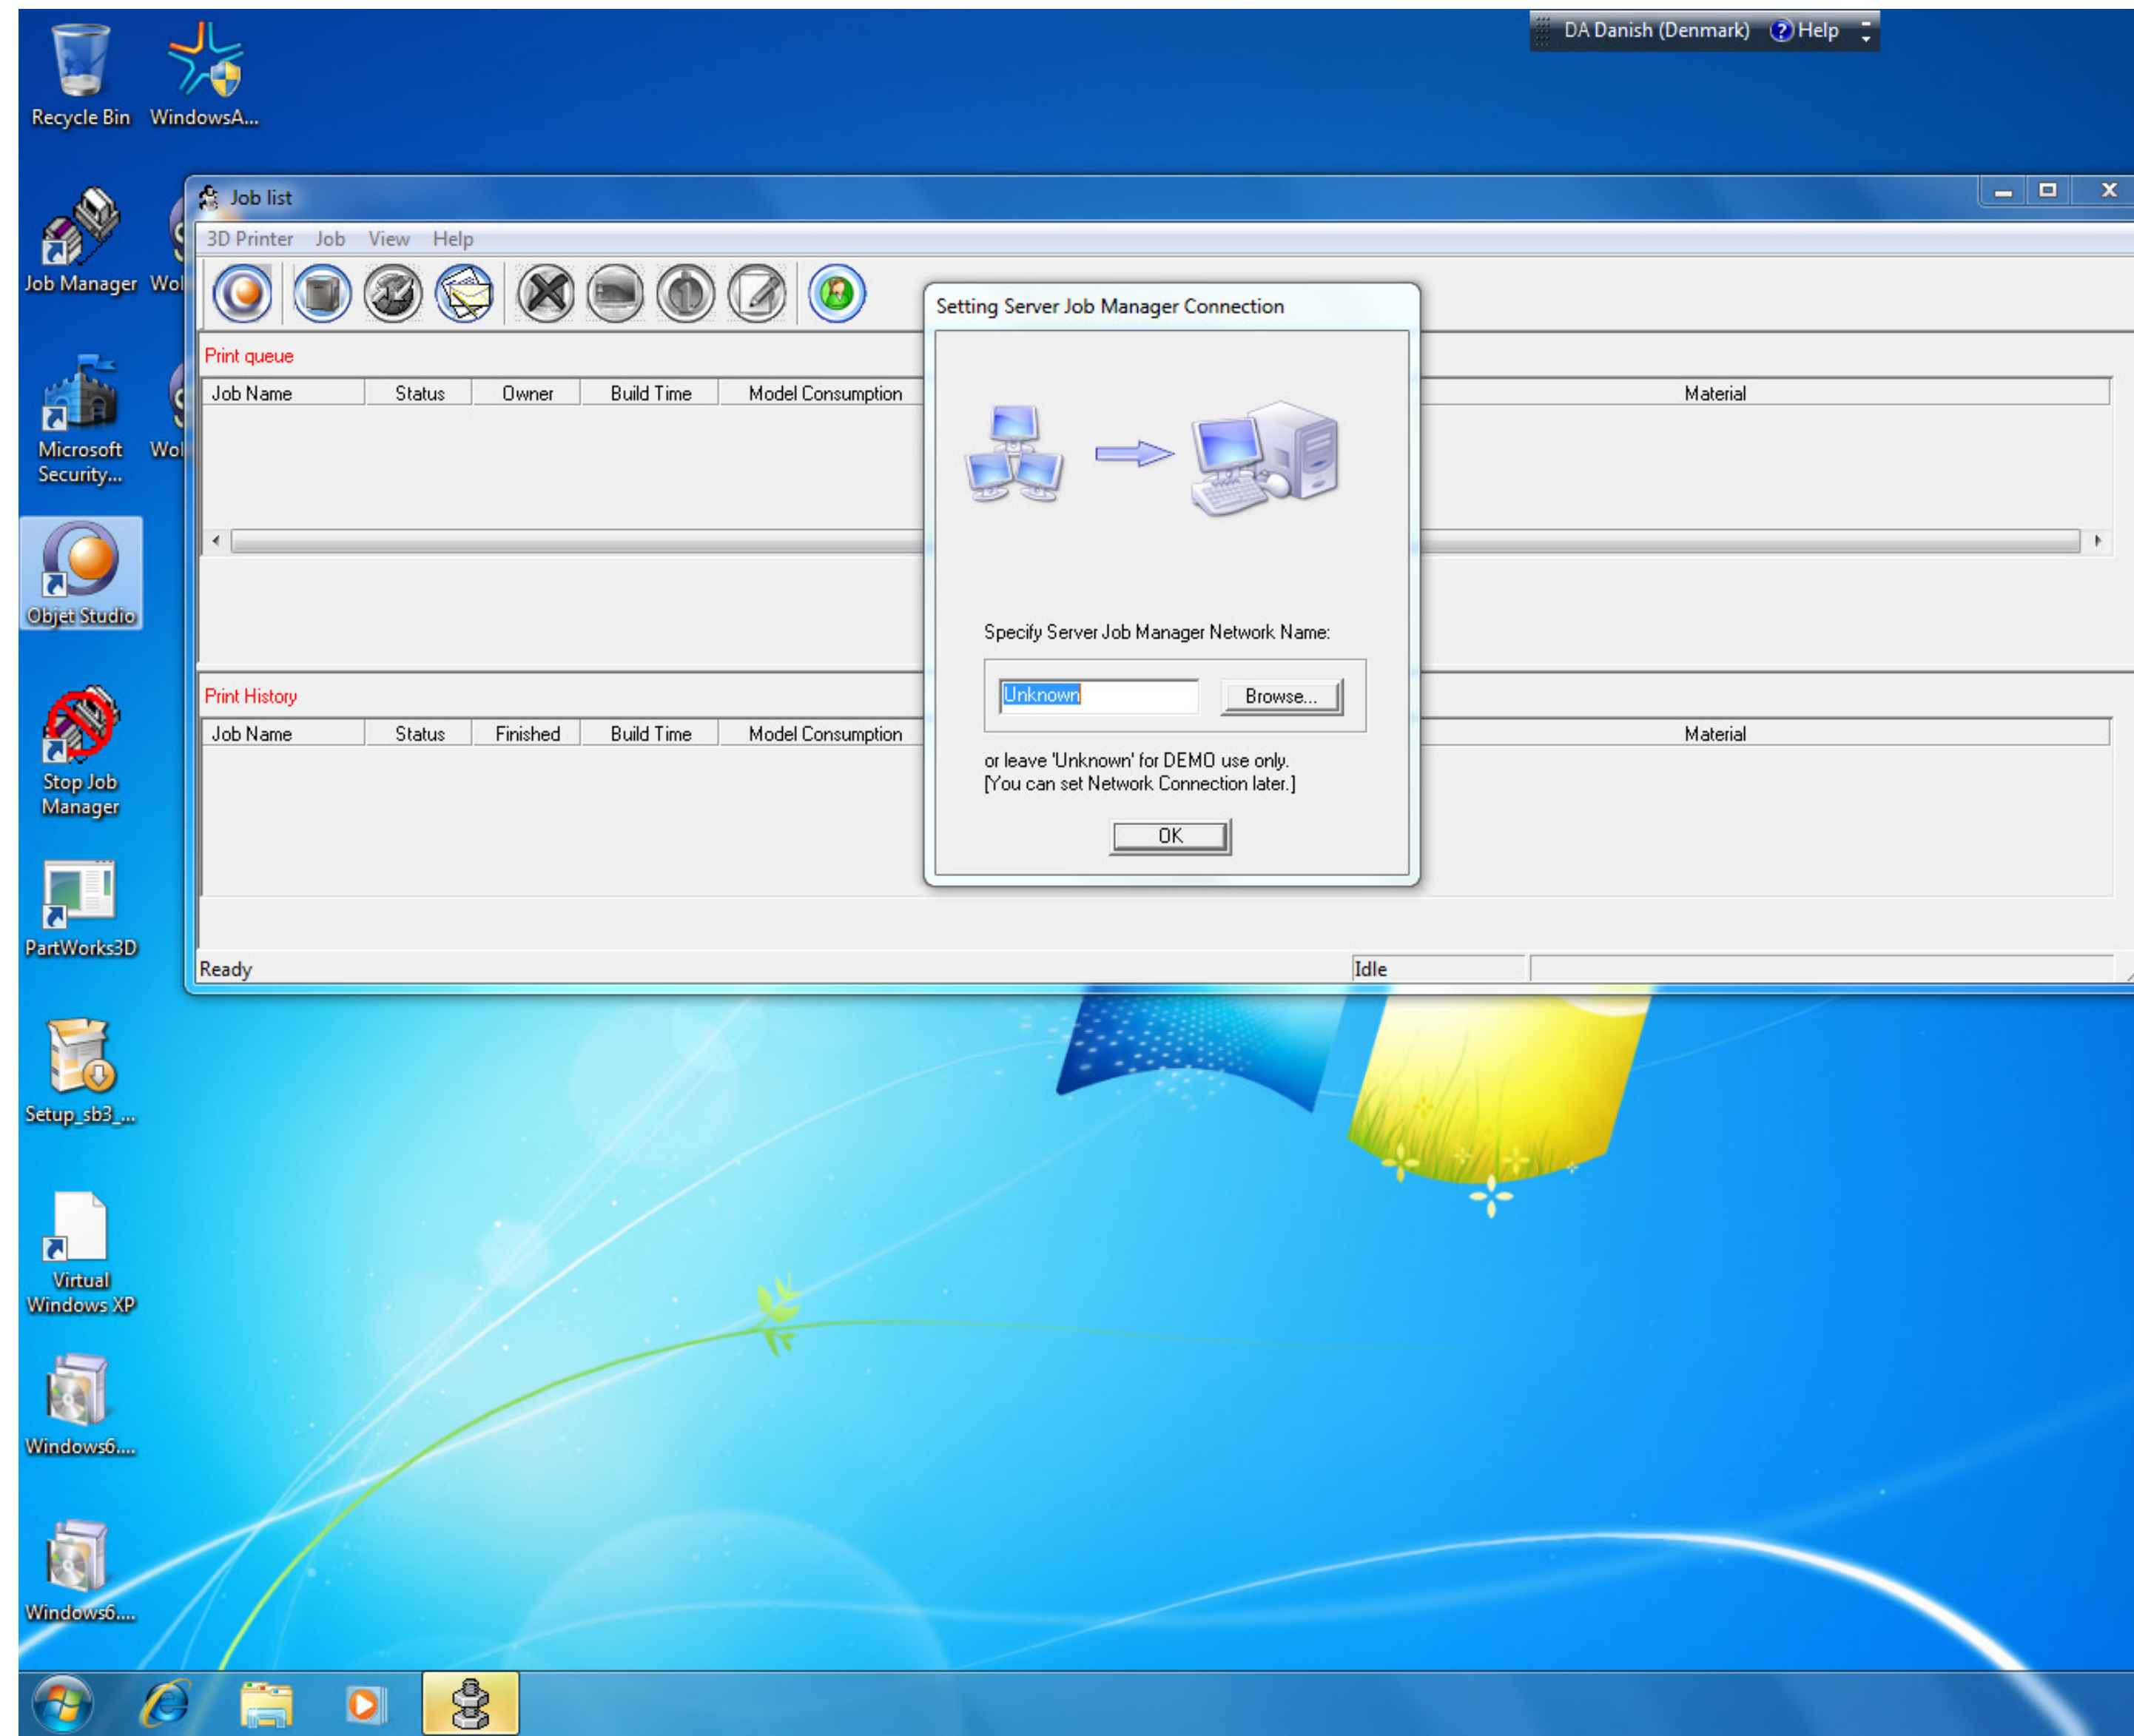 DA Danish (Denmark) Help
Recycle Bin WindowsA...
Job list
3D Printer Job View Help
Job Manager Wol
Setting Server Job Manager Connection
Print queue
Job Name Status Owner Build Time Model Consumption Material
Microsoft Security... Wol
Objet Studio
Specify Server Job Manager Network Name:
Unknown Browse...
Print History
Job Name Status Finished Build Time Model Consumption Material
or leave 'Unknown' for DEMO use only.
[You can set Network Connection later.]
OK
Stop Job
Manager
PartWorks3D
Ready Idle
Setup_sb3_...
Virtual
Windows XP
Windows6....
Windows6....